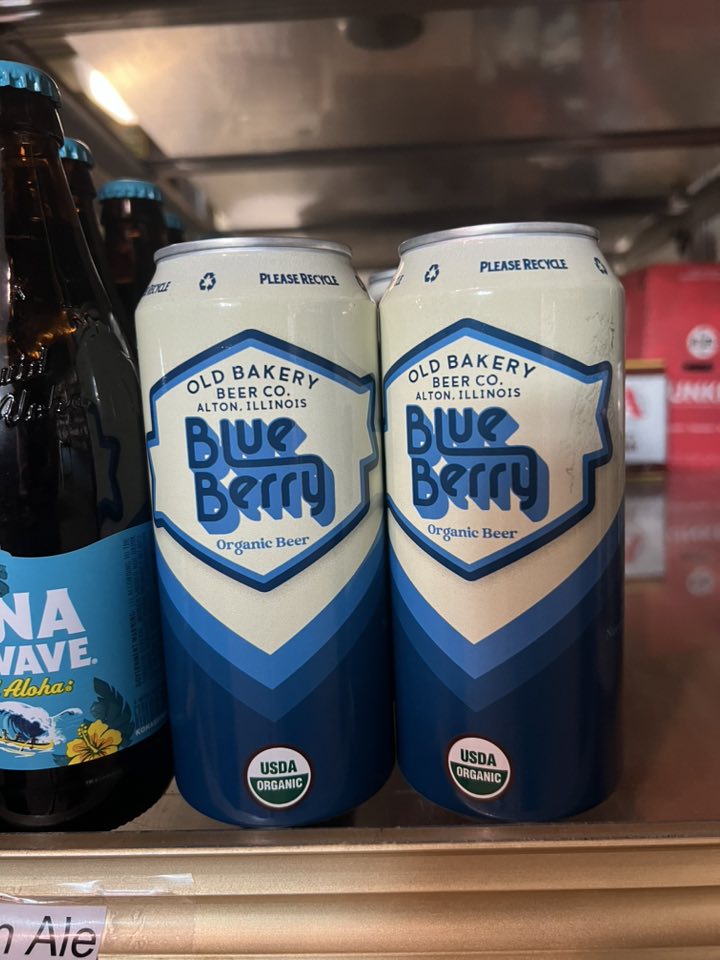 RECYCLE
PLEASE RECYCLE
OLD BAKERY
BEER CO.
ALTON, ILLINOIS
Blue
Berry
Organic Beer
USDA
ORGANIC
PLEASE RECYCLE
OLD BAKERY
BEER CO.
ALTON, ILLINOIS
Blue
Berry
Organic Beer
USDA
ORGANIC
NA
WAVE.
Aloha
n Ale